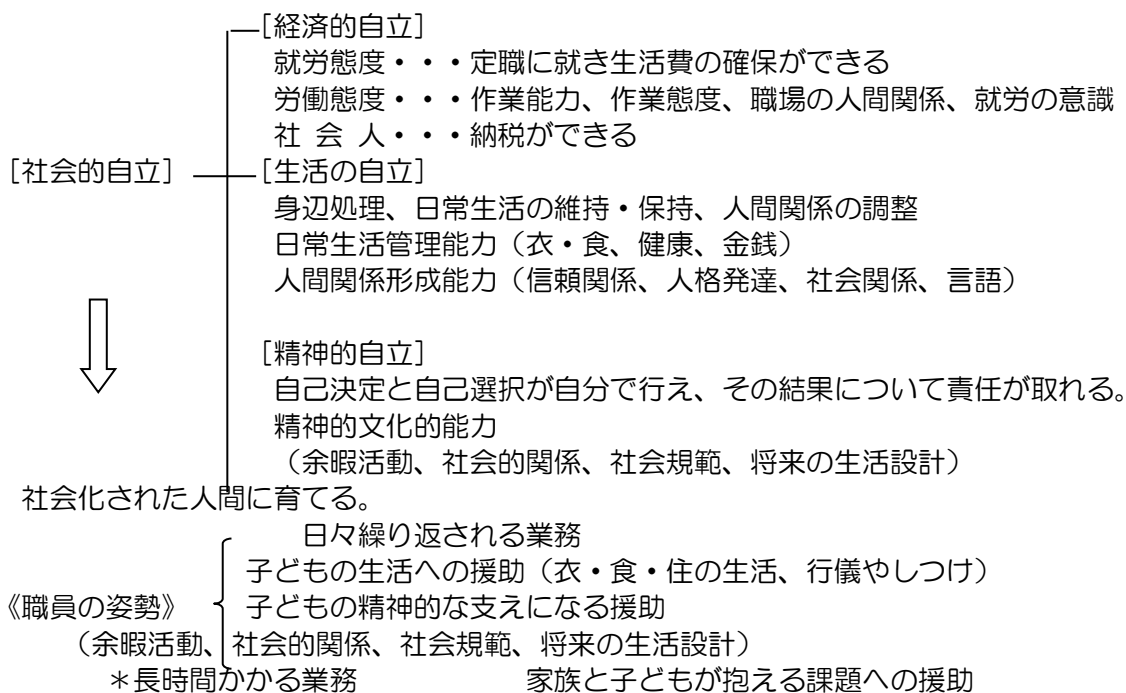 [経済的自立]
就労態度・・・定職に就き生活費の確保ができる
労働態度・・・作業能力、作業態度、職場の人間関係、就労の意識
社 会 人・・・納税ができる
[社会的自立] [生活の自立]
身辺処理、日常生活の維持・保持、人間関係の調整
日常生活管理能力（衣・食、健康、金銭）
人間関係形成能力（信頼関係、人格発達、社会関係、言語）
[精神的自立]
自己決定と自己選択が自分で行え、その結果について責任が取れる。
精神的文化的能力
（余暇活動、社会的関係、社会規範、将来の生活設計）
社会化された人間に育てる。
日々繰り返される業務
子どもの生活への援助（衣・食・住の生活、行儀やしつけ）
《職員の姿勢》 子どもの精神的な支えになる援助
（余暇活動、社会的関係、社会規範、将来の生活設計）
＊長時間かかる業務 家族と子どもが抱える課題への援助